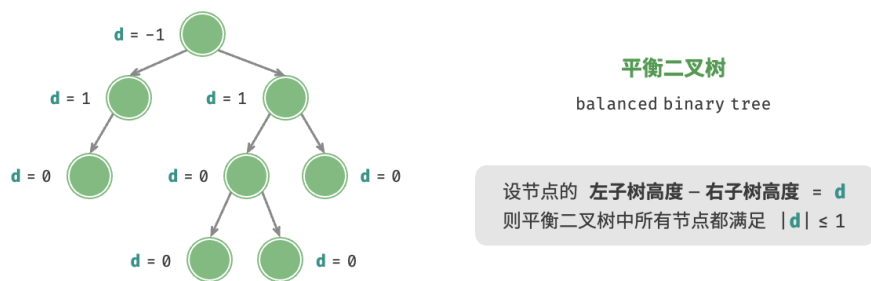 d = −1
d = 1
d = 1
d = 0
d = 0
d = 0
d = 0
d = 0
平衡二叉树
balanced binary tree
设节点的 左子树高度 − 右子树高度 = d
则平衡二叉树中所有节点都满足 |d| ≤ 1